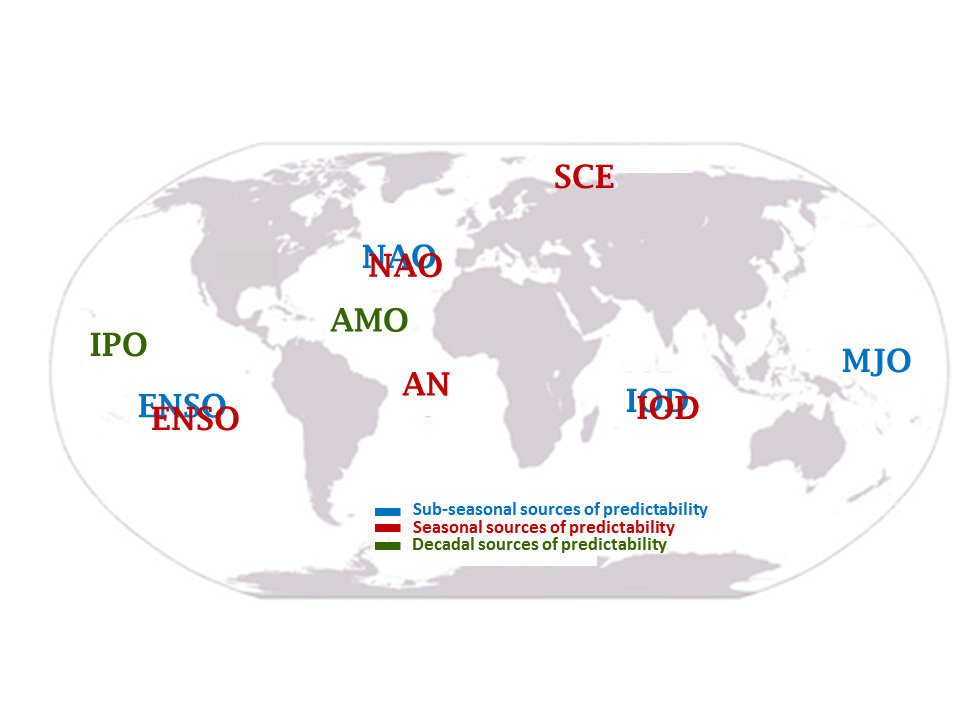 SCE
NAO
NAO
AMO
IPO
MJO
AN
ENSO
ENSO
IOD
IOD
Sub-seasonal sources of predictability
Seasonal sources of predictability
Decadal sources of predictability